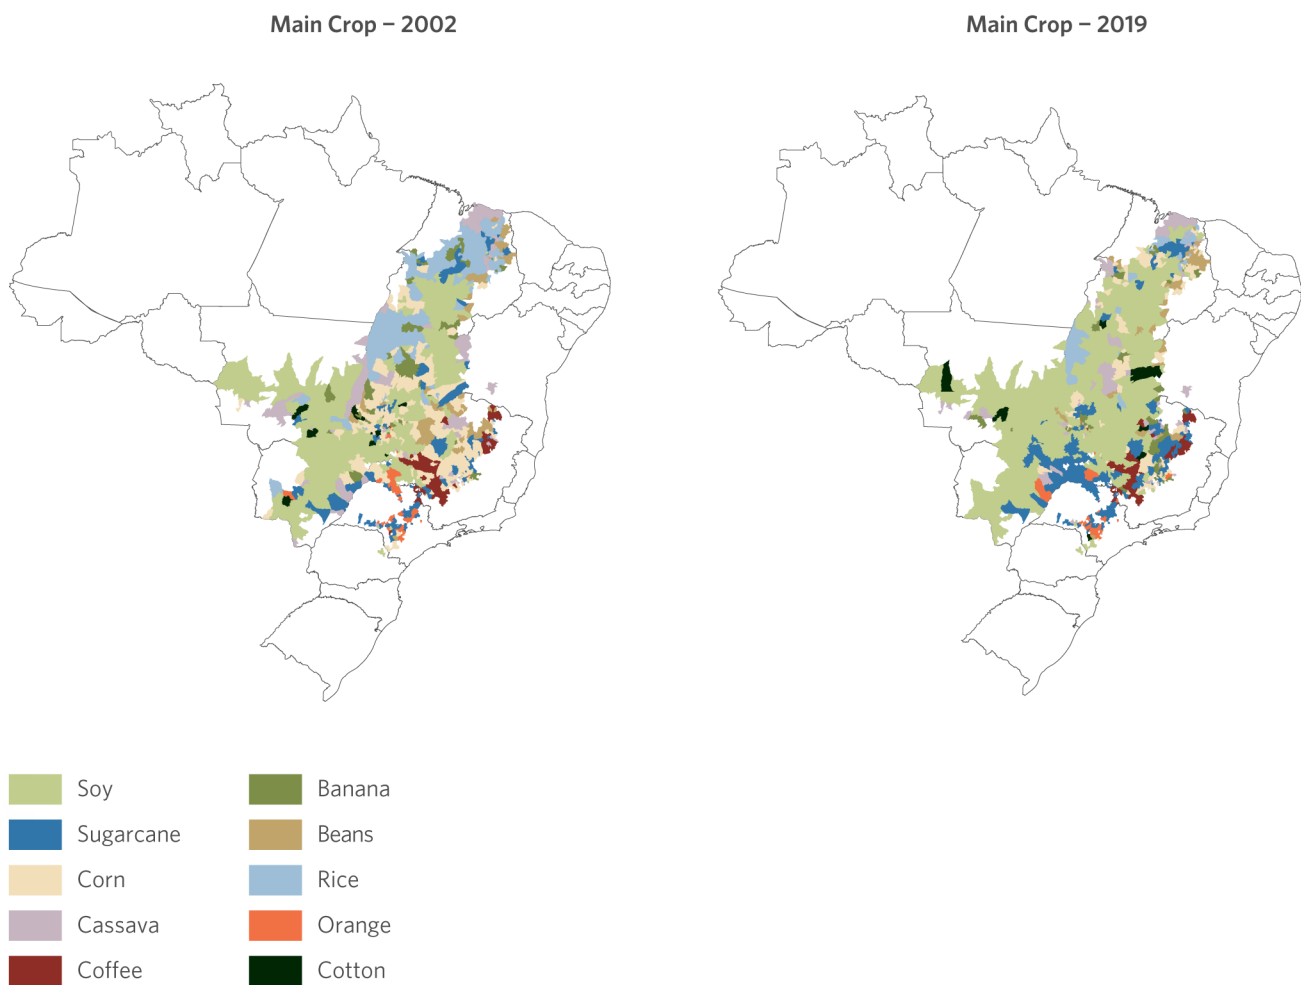 Main Crop – 2002
Main Crop – 2019
Soy
Sugarcane
Corn
Cassava
Coffee
Banana
Beans
Rice
Orange
Cotton